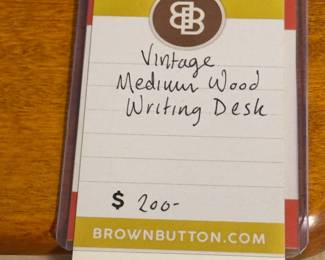 BB
Vintage
Medium Wood
Writing Desk
$ 200-
BROWNBUTTON.COM